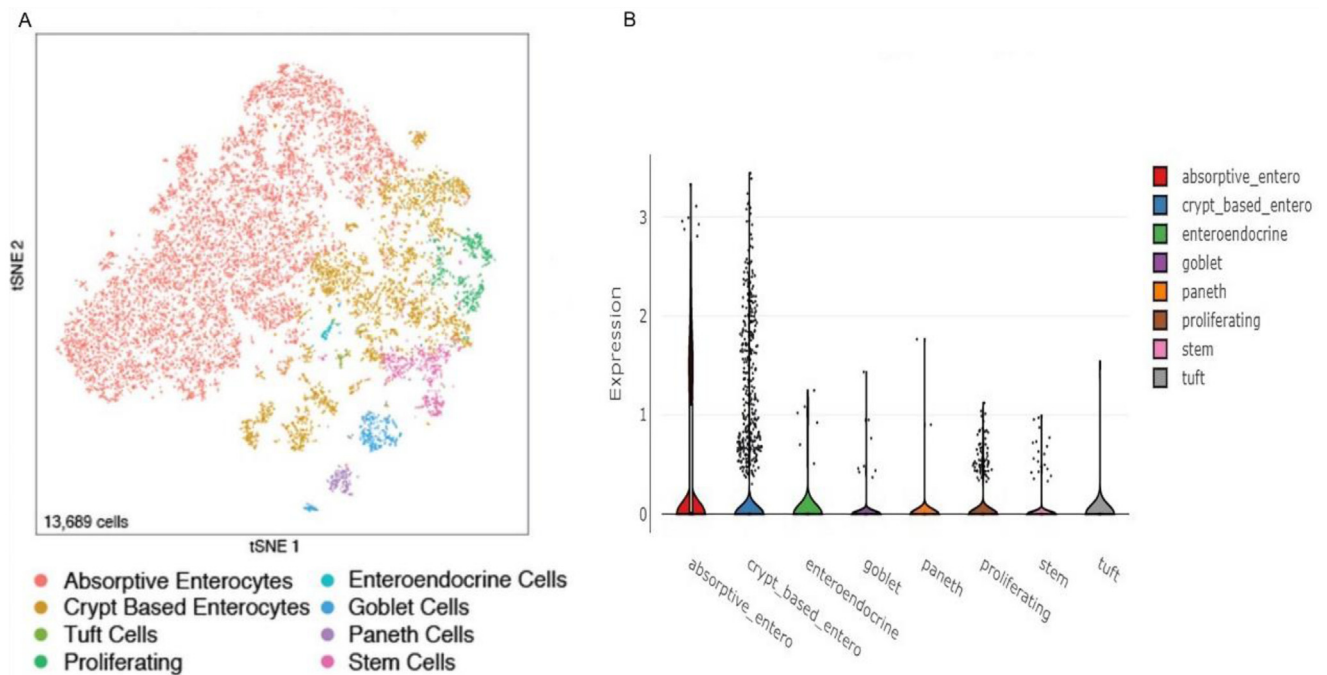 A
tSNE 2
13,689 cells
tSNE 1
Absorptive Enterocytes
Crypt Based Enterocytes
Tuft Cells
Proliferating
Enteroendocrine Cells
Goblet Cells
Paneth Cells
Stem Cells
B
Expression
3
2
1
0
absorptive_entero
crypt_based_entero
enteroendocrine
goblet
paneth
proliferating
stem
tuft
absorptive_entero
crypt_based_entero
enteroendocrine
goblet
paneth
proliferating
stem
tuft